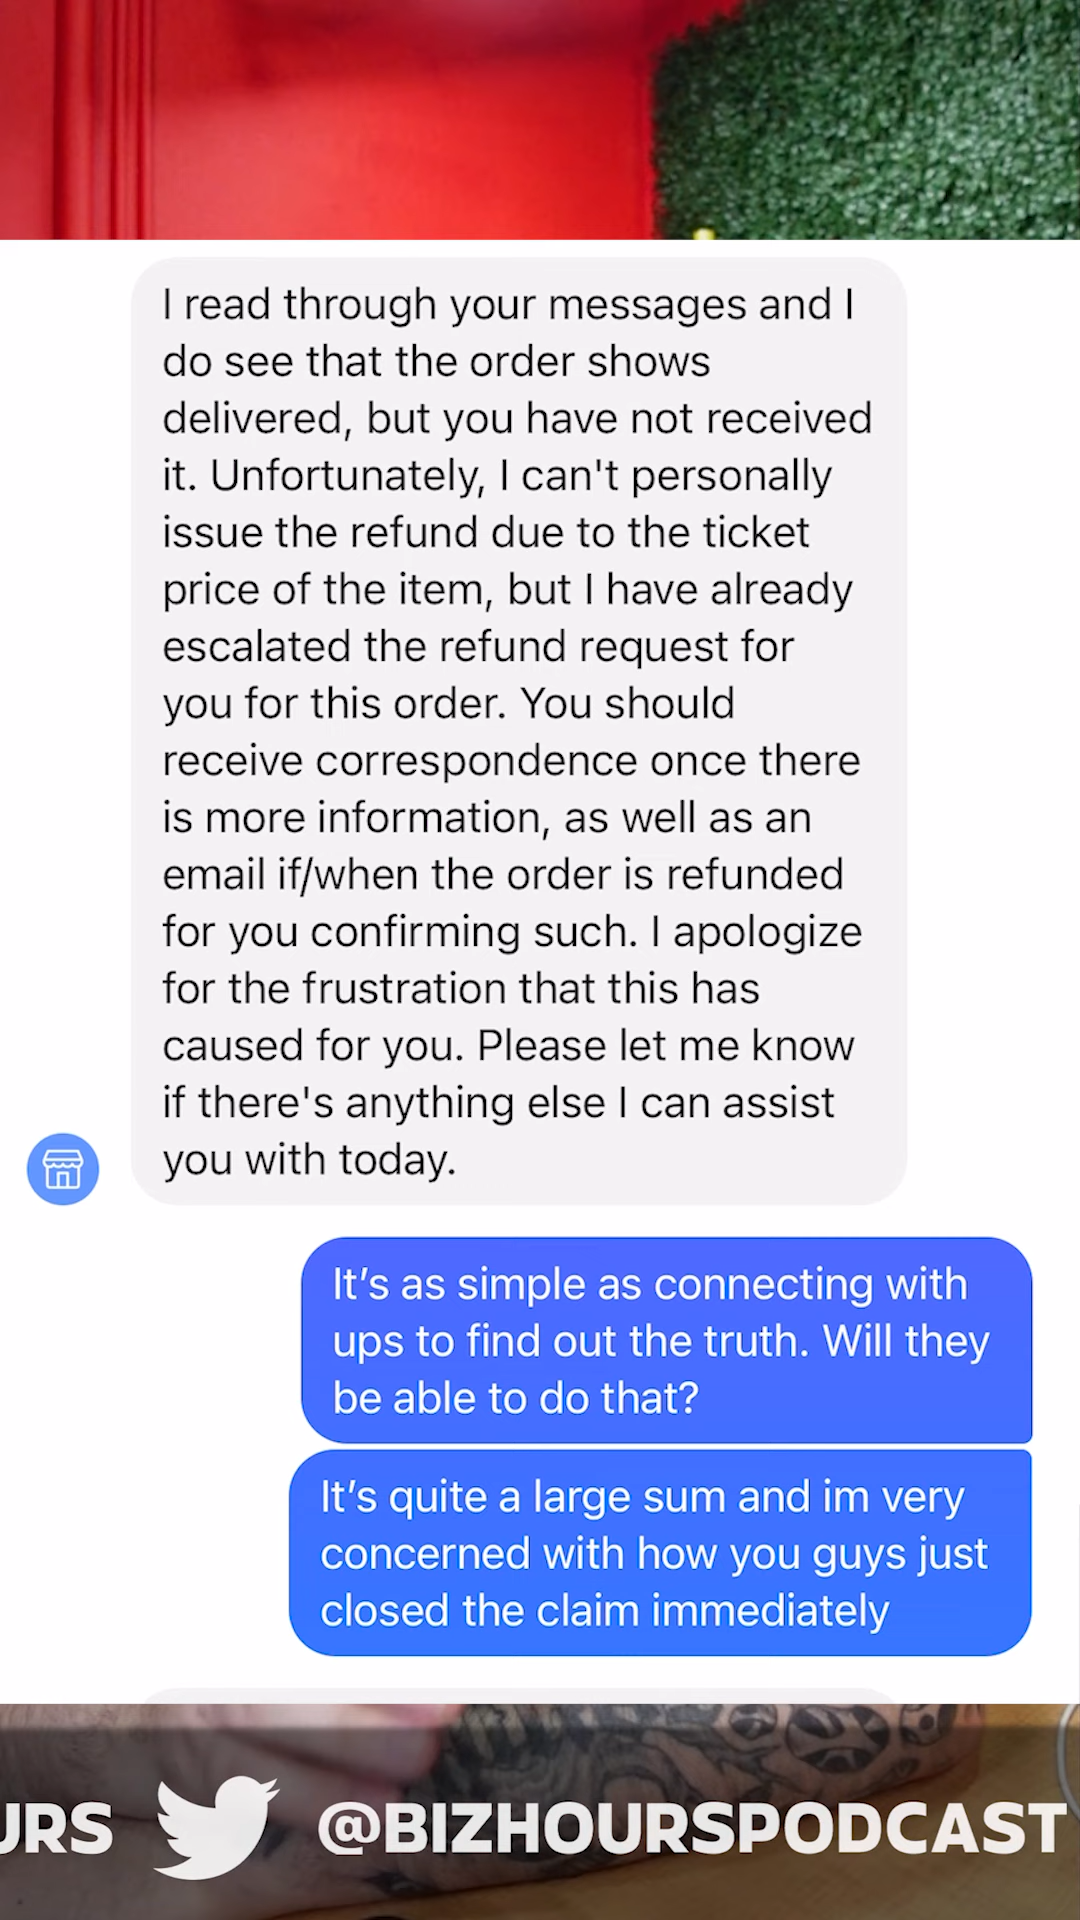 I read through your messages and I
do see that the order shows
delivered, but you have not received
it. Unfortunately, I can't personally
issue the refund due to the ticket
price of the item, but I have already
escalated the refund request for
you for this order. You should
receive correspondence once there
is more information, as well as an
email if/when the order is refunded
for you confirming such. I apologize
for the frustration that this has
caused for you. Please let me know
if there's anything else I can assist
you with today.
It’s as simple as connecting with
ups to find out the truth. Will they
be able to do that?
It’s quite a large sum and im very
concerned with how you guys just
closed the claim immediately
URS @BIZHOURSPODCAST